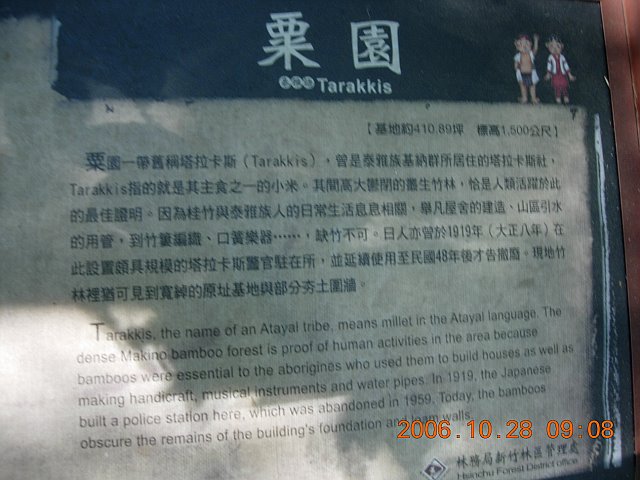 粟園
泰雅語 Tarakkis
【基地約410.89坪 標高1,500公尺】
粟園一帶舊稱塔拉卡斯（Tarakkis），曾是泰雅族基納群所居住的塔拉卡斯社，
Tarakkis指的就是其主食之一的小米。其間高大鬱閉的叢生竹林，恰是人類活躍於此
的最佳證明。因為桂竹與泰雅族人的日常生活息息相關，舉凡屋舍的建造、山區引水
的用管，到竹簍編織、口簧樂器……，缺竹不可。日人亦曾於1919年（大正八年）在
此設置頗具規模的塔拉卡斯警官駐在所，並延續使用至民國48年後才告撤廢。現地竹
林裡猶可見到寬綽的原址基地與部分夯土圍牆。
Tarakkis, the name of an Atayal tribe, means millet in the Atayal language. The
dense Makino bamboo forest is proof of human activities in the area because
bamboos were essential to the aborigines who used them to build houses as well as
making handicraft, musical instruments and water pipes. In 1919, the Japanese
built a police station here, which was abandoned in 1959. Today, the bamboos
obscure the remains of the building's foundation and loam walls.
2006.10.28 09:08
林務局新竹林區管理處
Hsinchu Forest District office